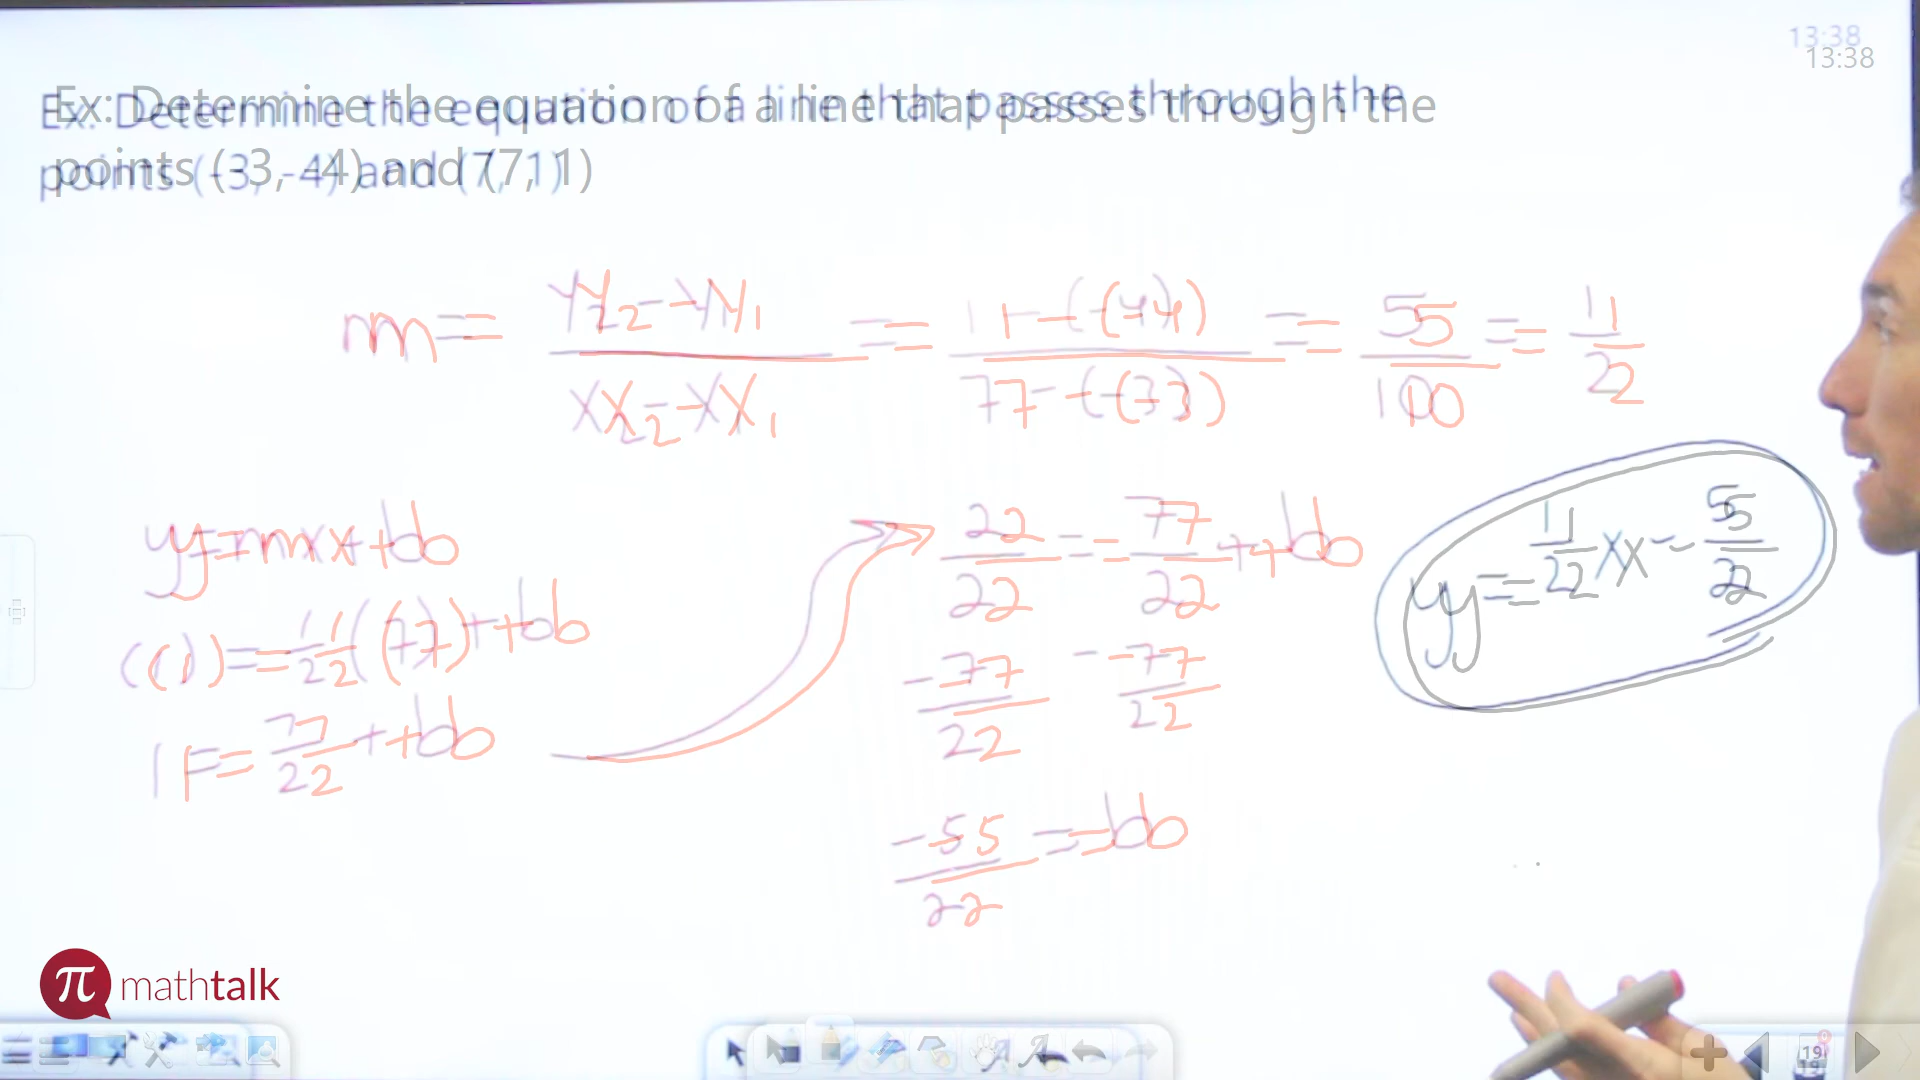 13:38
Ex: Determine the equation of a line that passes through the
points (-3,-4) and (7,1)
m = y₂-y₁/x₂-x₁ = 1-(-4)/7-(-3) = 5/10 = 1/2
y=mx+b
(1)=1/2(7)+b
1=7/2+b
2/2=7/2+b
-7/2 -7/2
-5/2=b
y=1/2x-5/2
π mathtalk
19